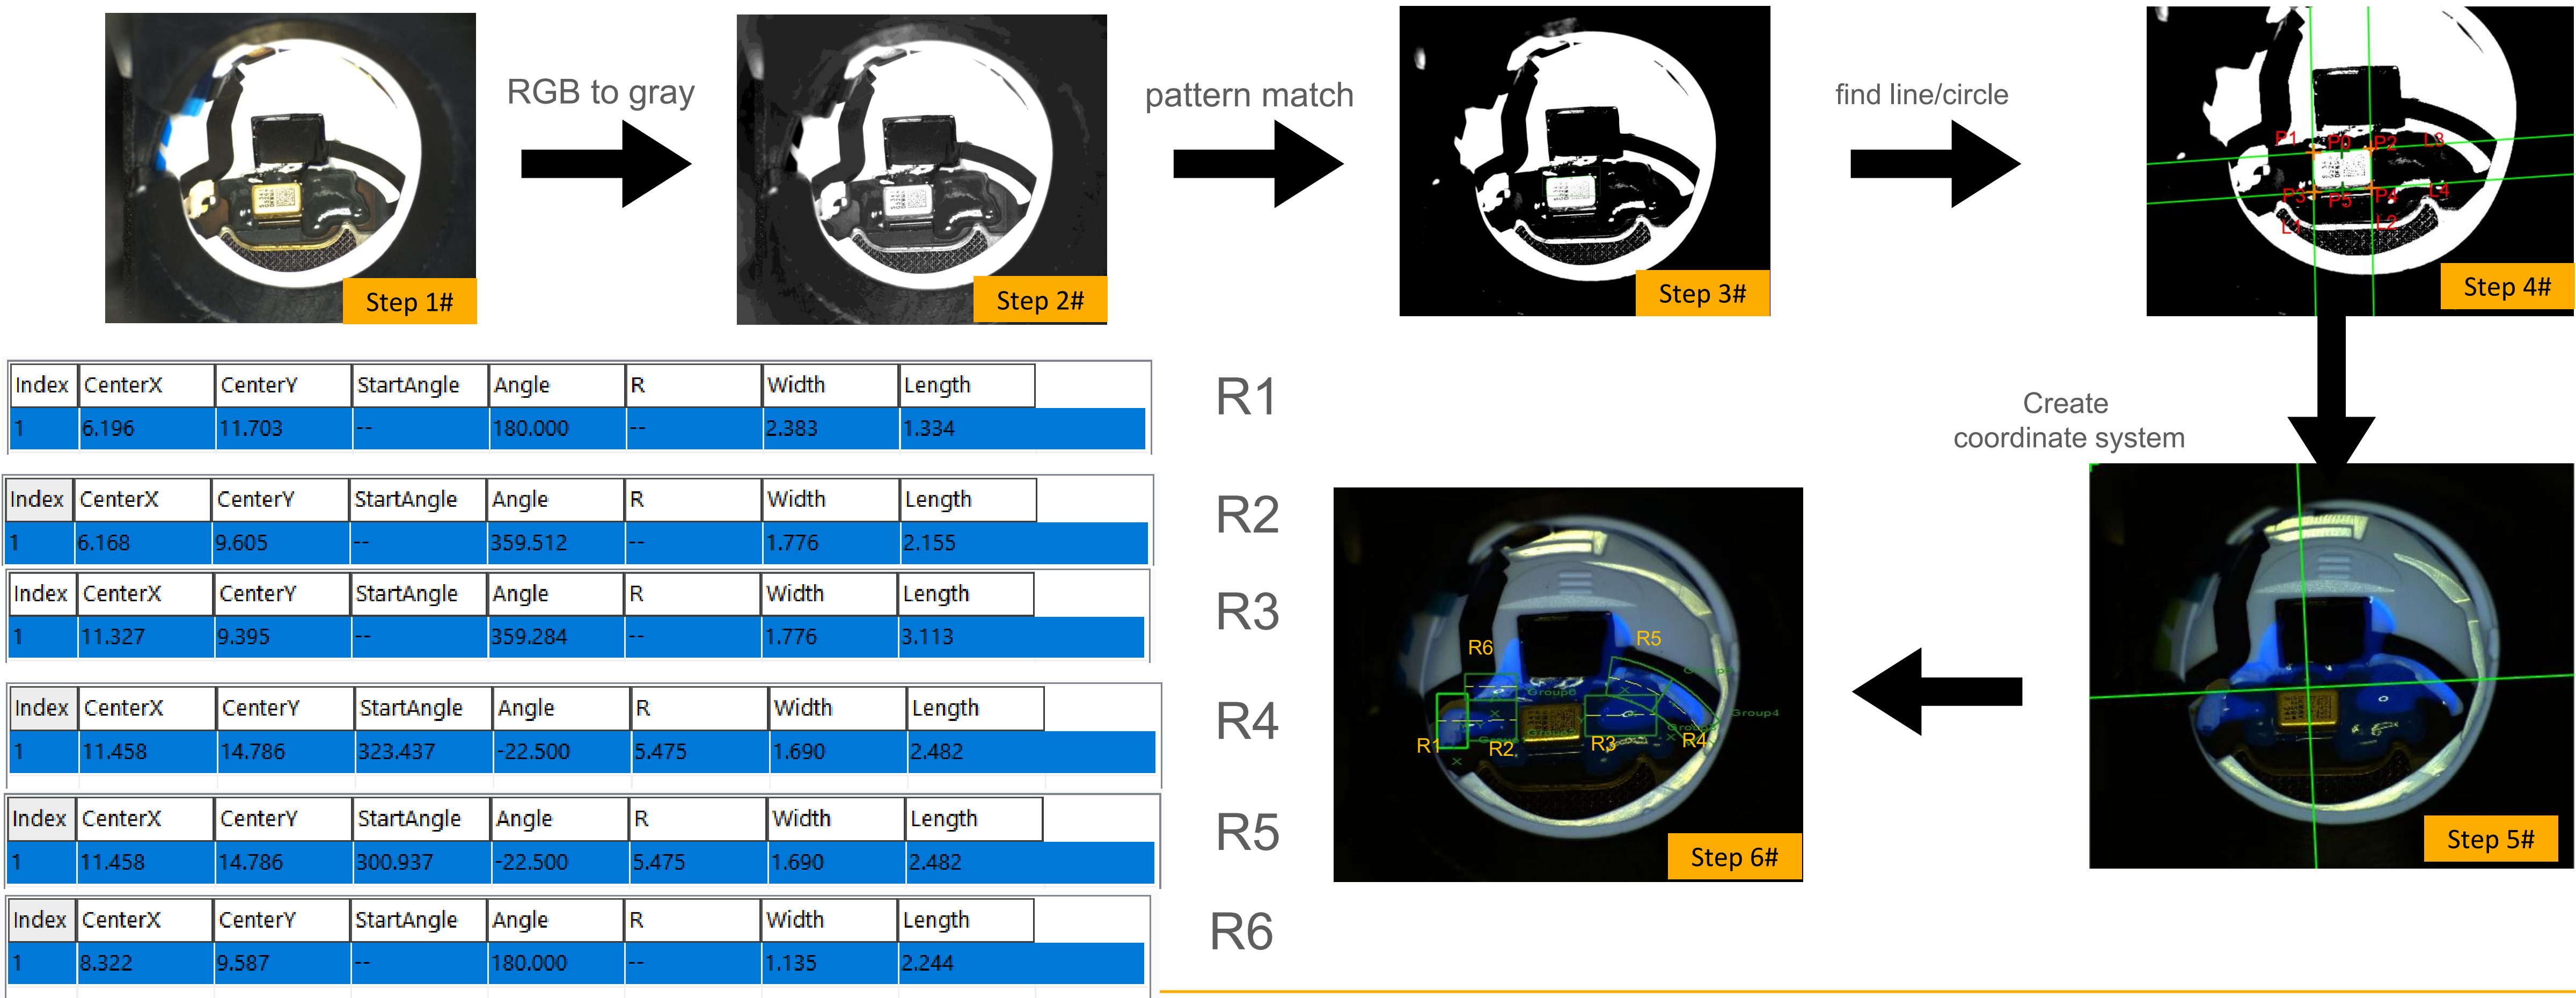 RGB to gray
pattern match
find line/circle
Step 1#
Step 2#
Step 3#
P1 P0 P2 L3
P3 P5 P4 L4
L1 L2
Step 4#
Index CenterX CenterY StartAngle Angle R Width Length
1 6.196 11.703 -- 180.000 -- 2.383 1.334
R1
Create
coordinate system
Index CenterX CenterY StartAngle Angle R Width Length
1 6.168 9.605 -- 359.512 -- 1.776 2.155
R2
Index CenterX CenterY StartAngle Angle R Width Length
1 11.327 9.395 -- 359.284 -- 1.776 3.113
R3
Index CenterX CenterY StartAngle Angle R Width Length
1 11.458 14.786 323.437 -22.500 5.475 1.690 2.482
R4
Index CenterX CenterY StartAngle Angle R Width Length
1 11.458 14.786 300.937 -22.500 5.475 1.690 2.482
R5
Index CenterX CenterY StartAngle Angle R Width Length
1 8.322 9.587 -- 180.000 -- 1.135 2.244
R6
R6 R5
Group6
Group4
R1 R2 R3 R4
Step 6#
Step 5#